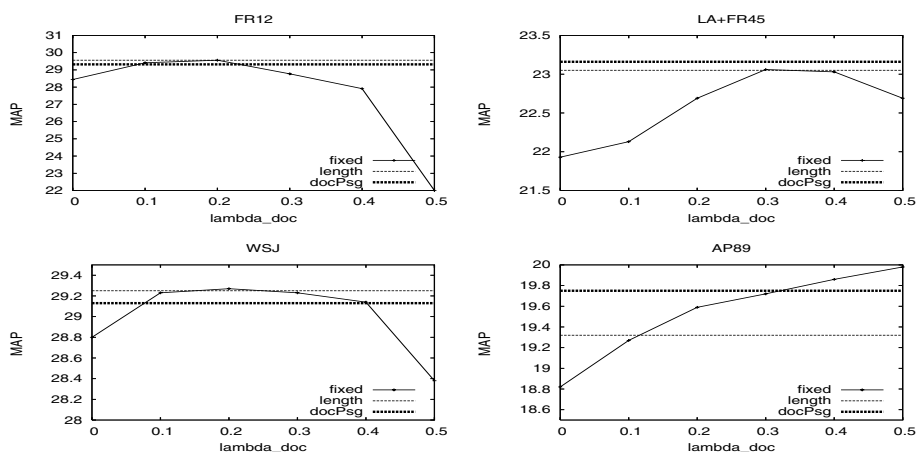 FR12
31
30
29
28
27
26
25
24
23
22
MAP
fixed
length
docPsg
0 0.1 0.2 0.3 0.4 0.5
lambda_doc
LA+FR45
23.5
23
22.5
22
21.5
MAP
fixed
length
docPsg
0 0.1 0.2 0.3 0.4 0.5
lambda_doc
WSJ
29.4
29.2
29
28.8
28.6
28.4
28.2
28
MAP
fixed
length
docPsg
0 0.1 0.2 0.3 0.4 0.5
lambda_doc
AP89
20
19.8
19.6
19.4
19.2
19
18.8
18.6
MAP
fixed
length
docPsg
0 0.1 0.2 0.3 0.4 0.5
lambda_doc